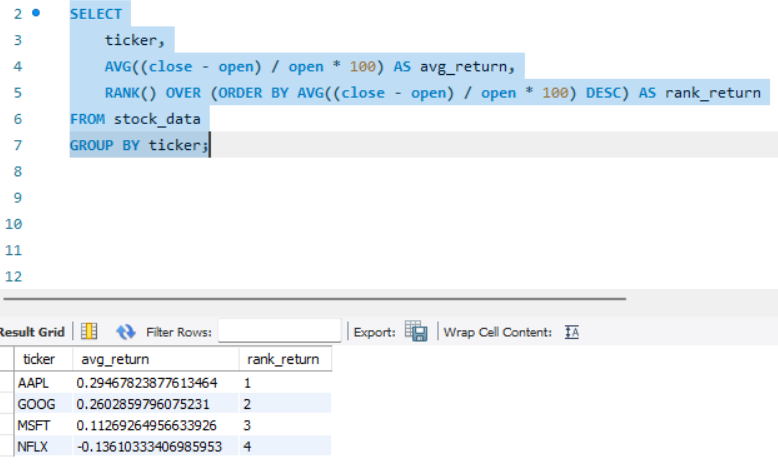 2 SELECT
3 ticker,
4 AVG((close - open) / open * 100) AS avg_return,
5 RANK() OVER (ORDER BY AVG((close - open) / open * 100) DESC) AS rank_return
6 FROM stock_data
7 GROUP BY ticker;
8
9
10
11
12
Result Grid Filter Rows: Export: Wrap Cell Content: IA
ticker avg_return rank_return
AAPL 0.29467823877613464 1
GOOG 0.2602859796075231 2
MSFT 0.11269264956633926 3
NFLX -0.13610333406985953 4